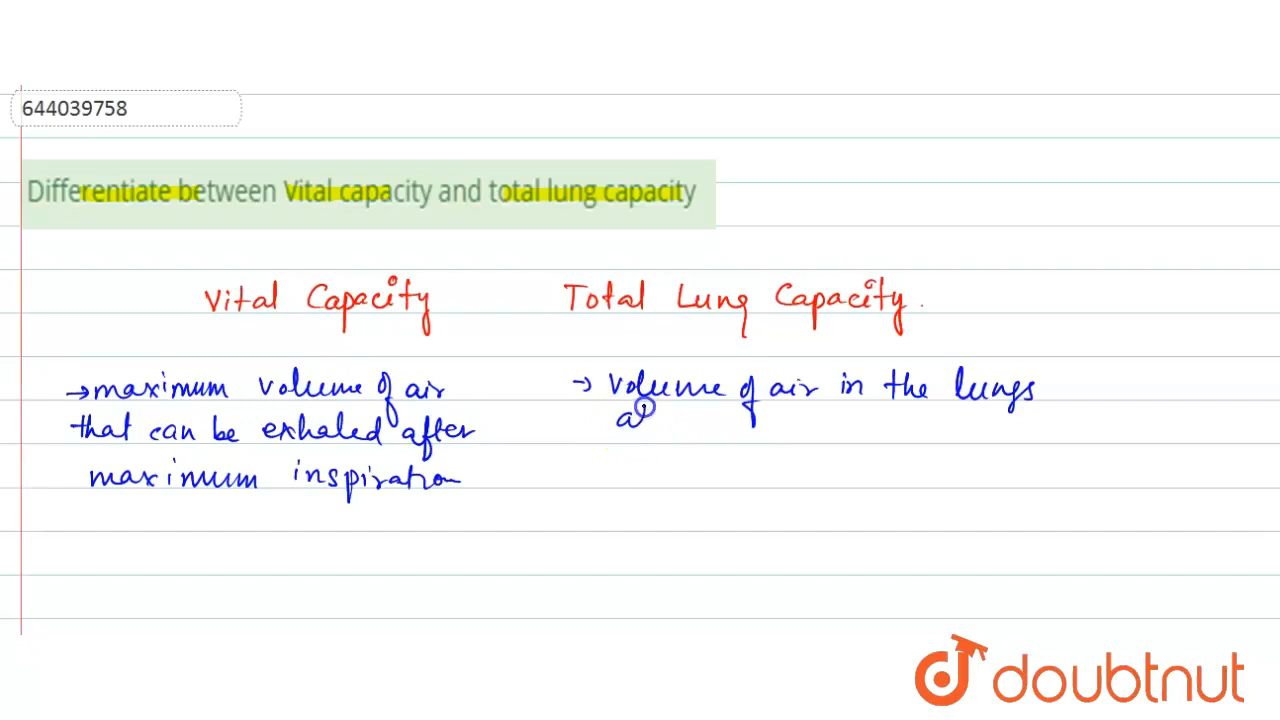 644039758
Differentiate between Vital capacity and total lung capacity
Vital Capacity Total Lung Capacity.
→ maximum volume of air → volume of air in the lungs
that can be exhaled after a
maximum inspiration
doubtnut